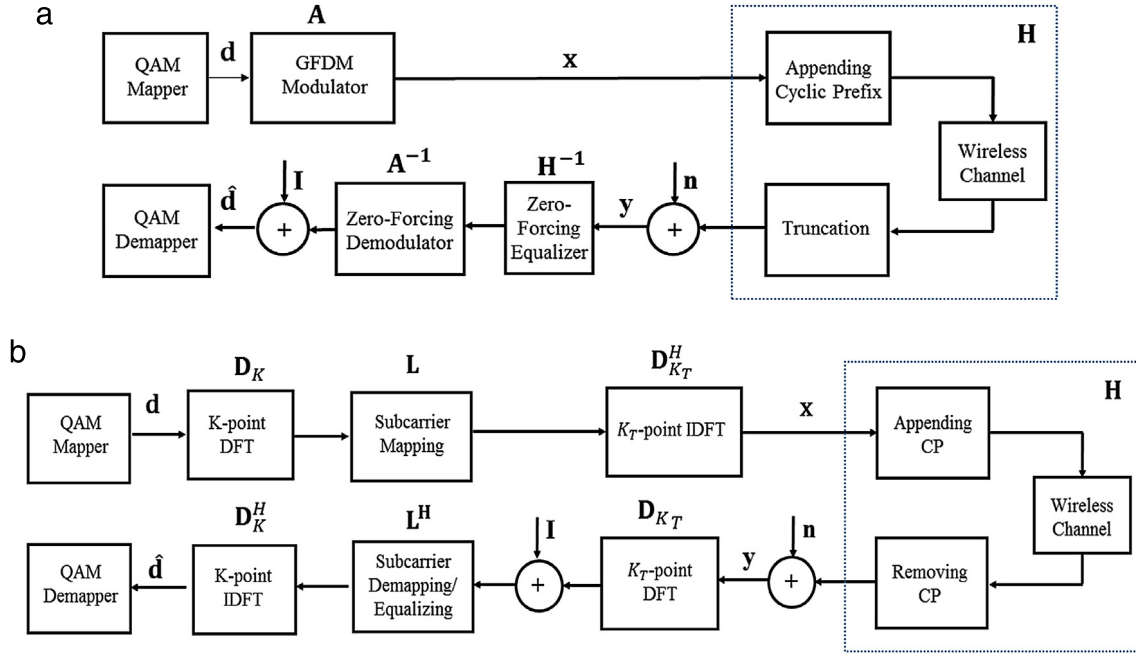 a
A
H
QAM
Mapper
d
GFDM
Modulator
x
Appending
Cyclic Prefix
Wireless
Channel
A⁻¹
H⁻¹
QAM
Demapper
d̂
+
I
Zero-Forcing
Demodulator
Zero-
Forcing
Equalizer
y
+
n
Truncation
b
D_K
L
D_{K_T}^H
H
QAM
Mapper
d
K-point
DFT
Subcarrier
Mapping
K_T-point IDFT
x
Appending
CP
Wireless
Channel
D_K^H
L^H
D_{K_T}
QAM
Demapper
d̂
K-point
IDFT
Subcarrier
Demapping/
Equalizing
+
I
K_T-point
DFT
y
+
n
Removing
CP